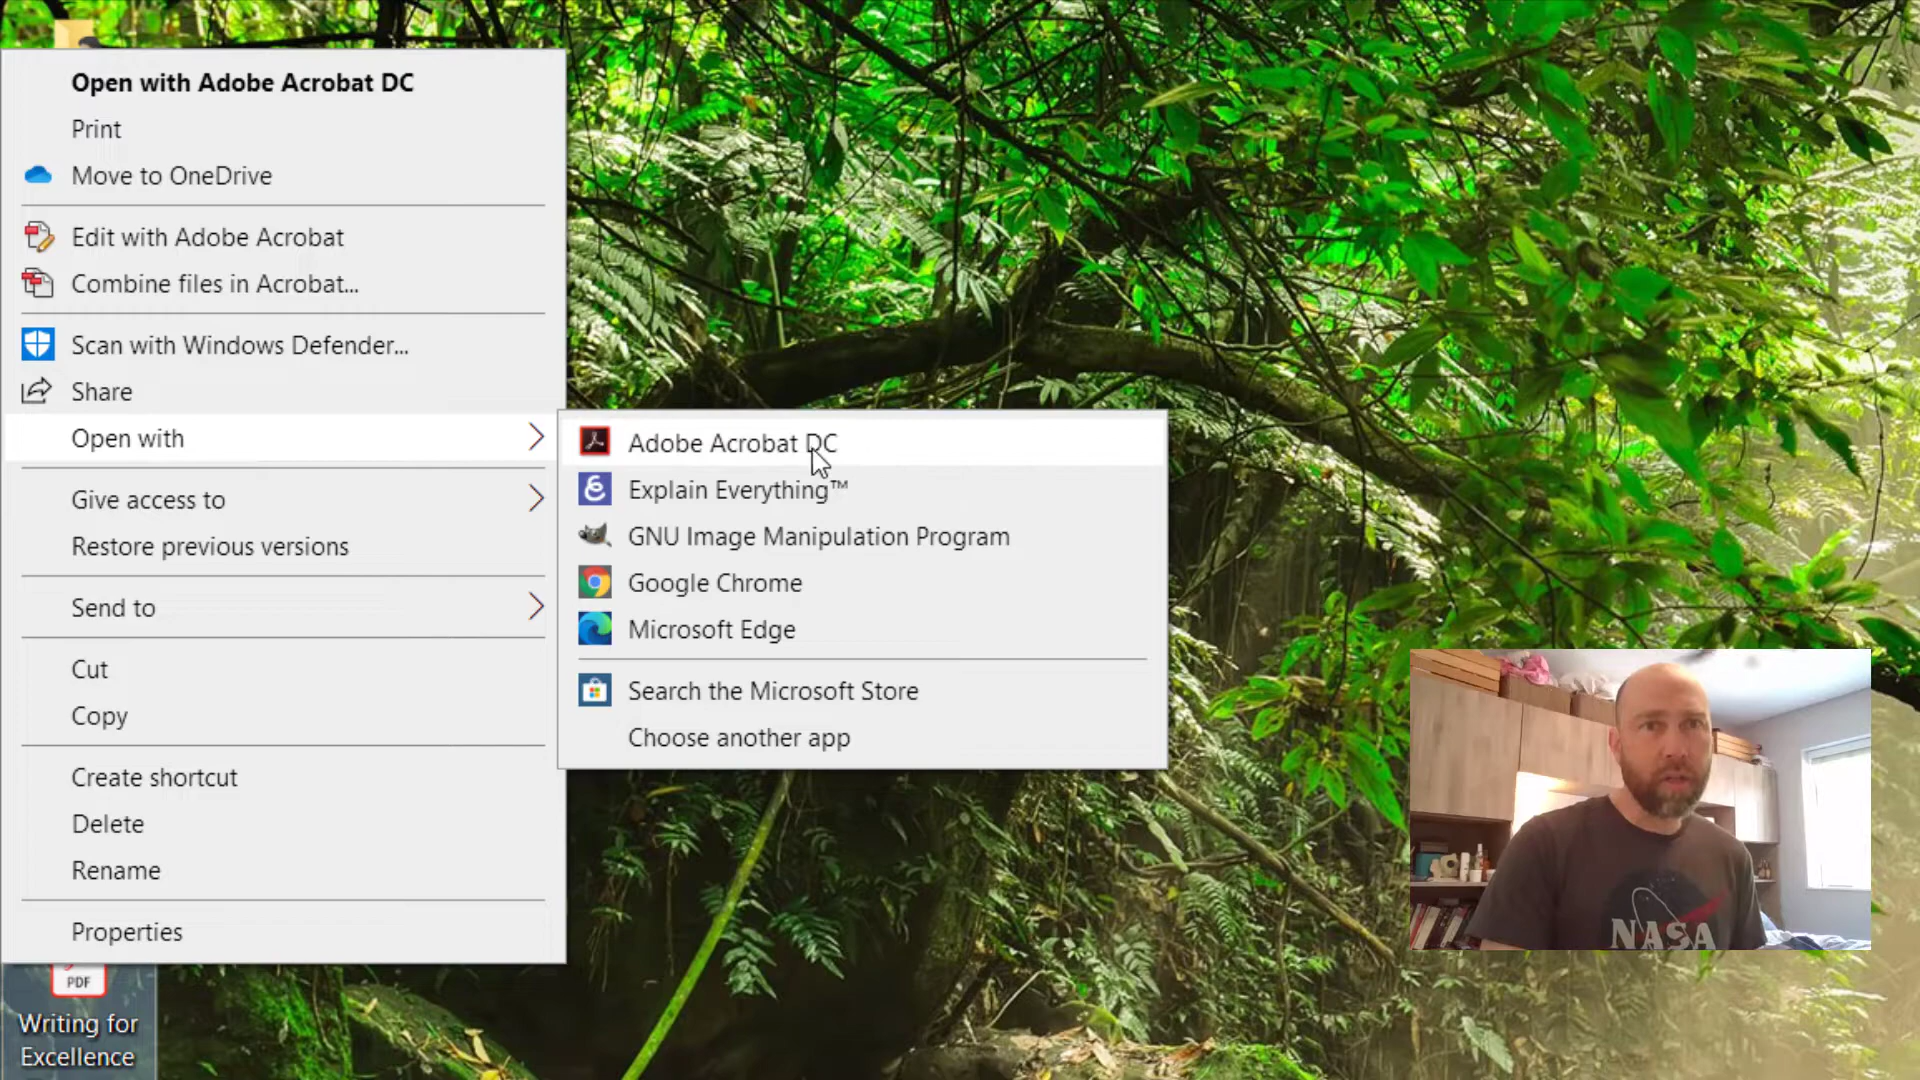 Open with Adobe Acrobat DC
Print
Move to OneDrive
Edit with Adobe Acrobat
Combine files in Acrobat...
Scan with Windows Defender...
Share
Open with
Give access to
Restore previous versions
Send to
Cut
Copy
Create shortcut
Delete
Rename
Properties
Adobe Acrobat DC
Explain Everything™
GNU Image Manipulation Program
Google Chrome
Microsoft Edge
Search the Microsoft Store
Choose another app
PDF
Writing for
Excellence
NASA